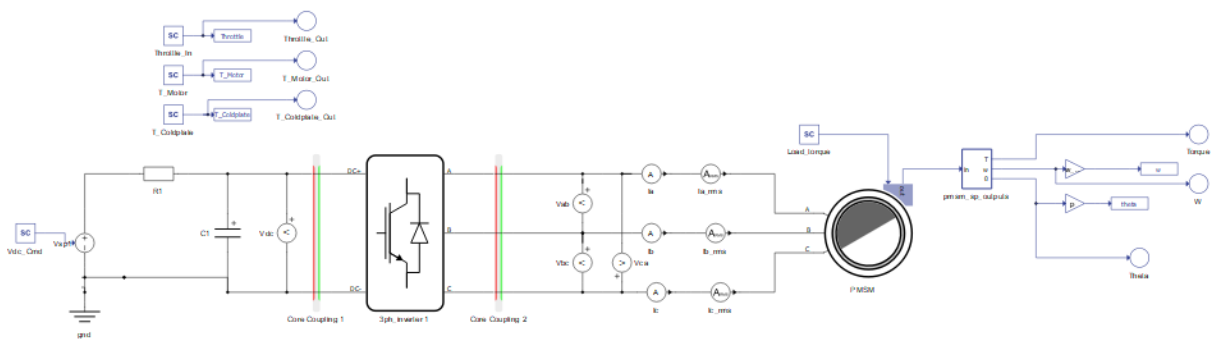 SC
Throttle
Throttle_In
Throttle_Out
SC
T_Motor
T_Motor
T_Motor_Out
SC
T_Coldplate
T_Coldplate
T_Coldplate_Out
SC
Load_torque
In
T
w
pmsm_sp_outputs
Torque
w
W
p
theta
Theta
R1
SC
Vdc_Cmd
C1
Vdc
gnd
DC+
DC-
Core Coupling 1
A
B
C
3ph_inverter 1
Core Coupling 2
Vab
Vbc
Vca
A
Ia
Ia_rms
A
Ib
Ib_rms
A
Ic
Ic_rms
A
B
C
out
PMSM